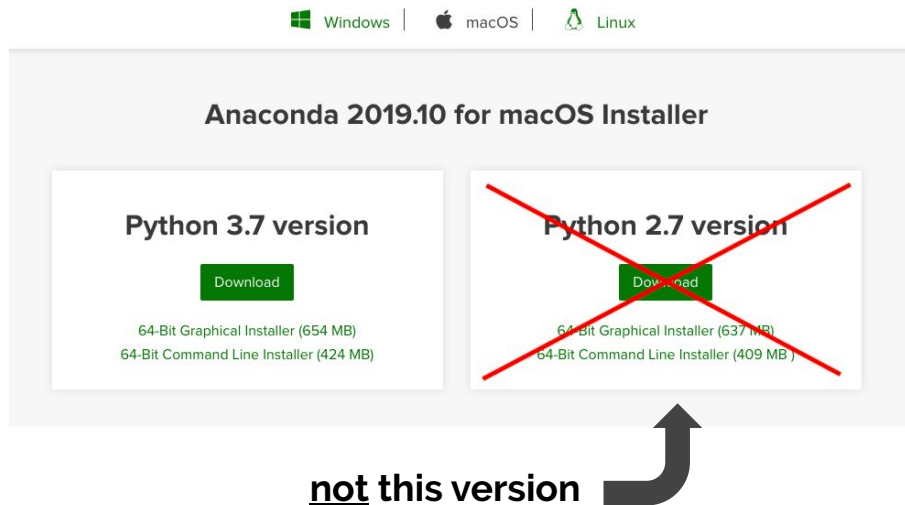 Windows macOS Linux
Anaconda 2019.10 for macOS Installer
Python 3.7 version
Download
64-Bit Graphical Installer (654 MB)
64-Bit Command Line Installer (424 MB)
Python 2.7 version
Download
64-Bit Graphical Installer (637 MB)
64-Bit Command Line Installer (409 MB )
not this version